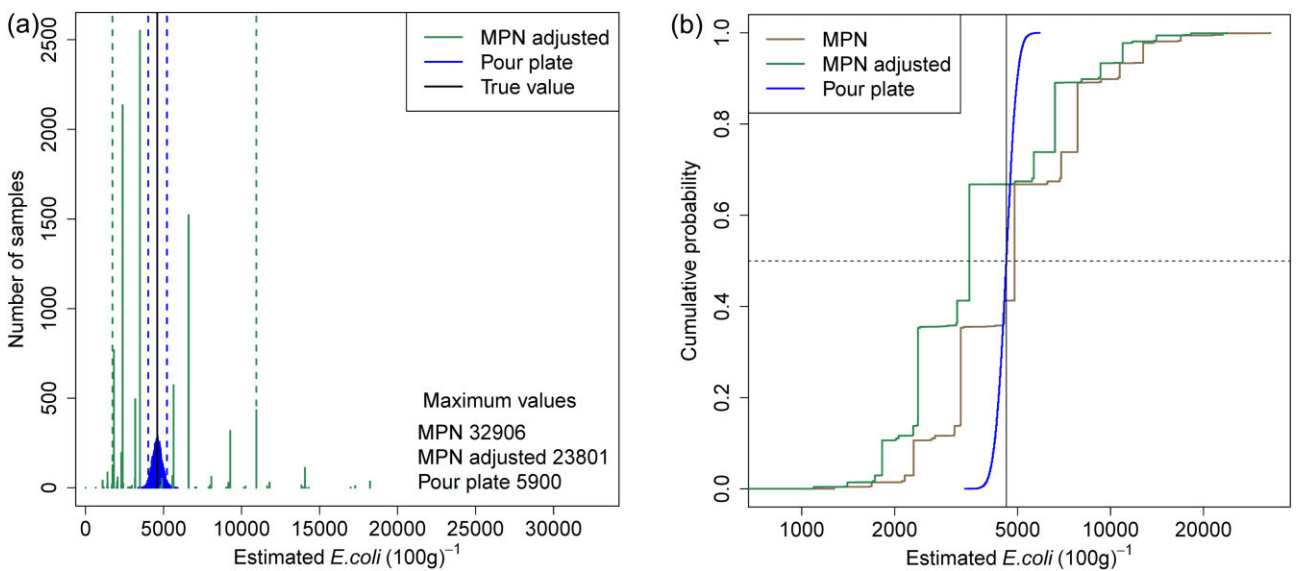 (a)
MPN adjusted
Pour plate
True value
Number of samples
2500
2000
1500
1000
500
0
Maximum values
MPN 32906
MPN adjusted 23801
Pour plate 5900
0 5000 10000 15000 20000 25000 30000
Estimated E.coli (100g)⁻¹
(b)
MPN
MPN adjusted
Pour plate
Cumulative probability
1.0
0.8
0.6
0.4
0.2
0.0
1000 2000 5000 10000 20000
Estimated E.coli (100g)⁻¹